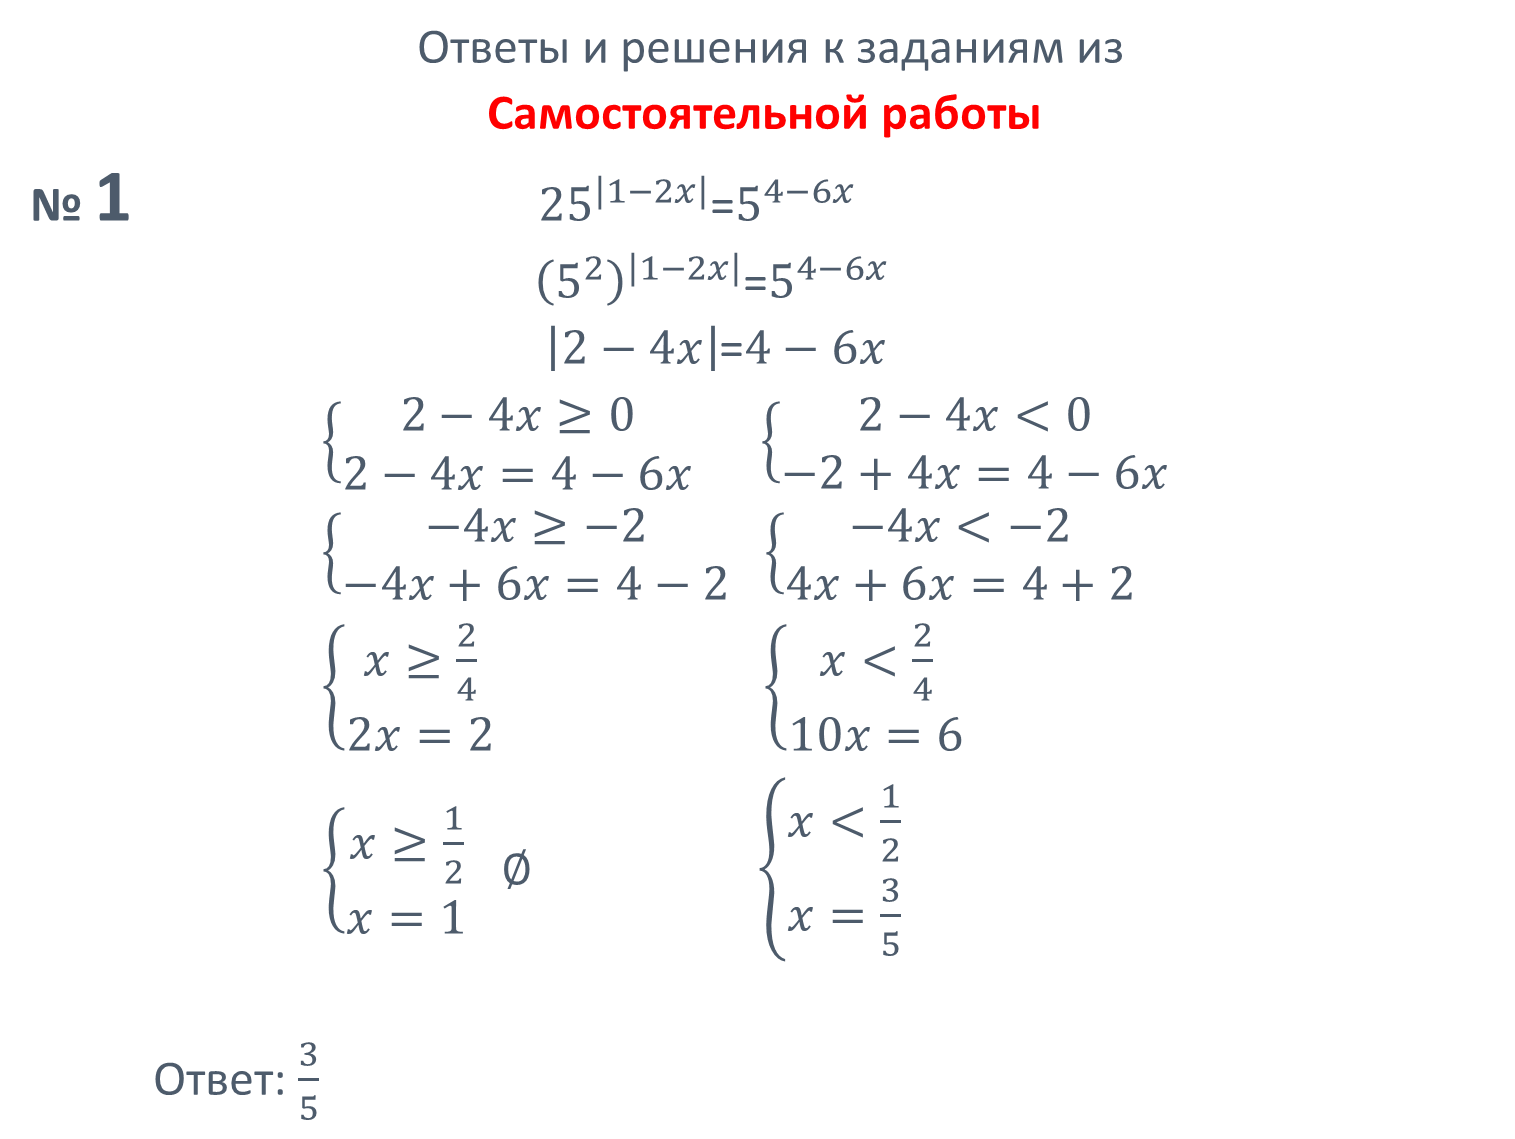 Ответы и решения к заданиям из
Самостоятельной работы
№ 1
25^{|1−2x|}=5^{4−6x}
(5^2)^{|1−2x|}=5^{4−6x}
|2 − 4x|=4 − 6x
{ 2 − 4x ≥ 0
2 − 4x = 4 − 6x
{ 2 − 4x < 0
−2 + 4x = 4 − 6x
{ −4x ≥ −2
−4x + 6x = 4 − 2
{ −4x < −2
4x + 6x = 4 + 2
{ x ≥ 2/4
2x = 2
{ x < 2/4
10x = 6
{ x ≥ 1/2
x = 1
∅
{ x < 1/2
x = 3/5
Ответ: 3/5